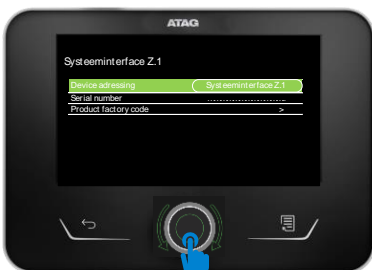 ATAG
Systeeminterface Z.1
Device adressing Systeeminterface Z.1
Serial number ................................
Product factory code >